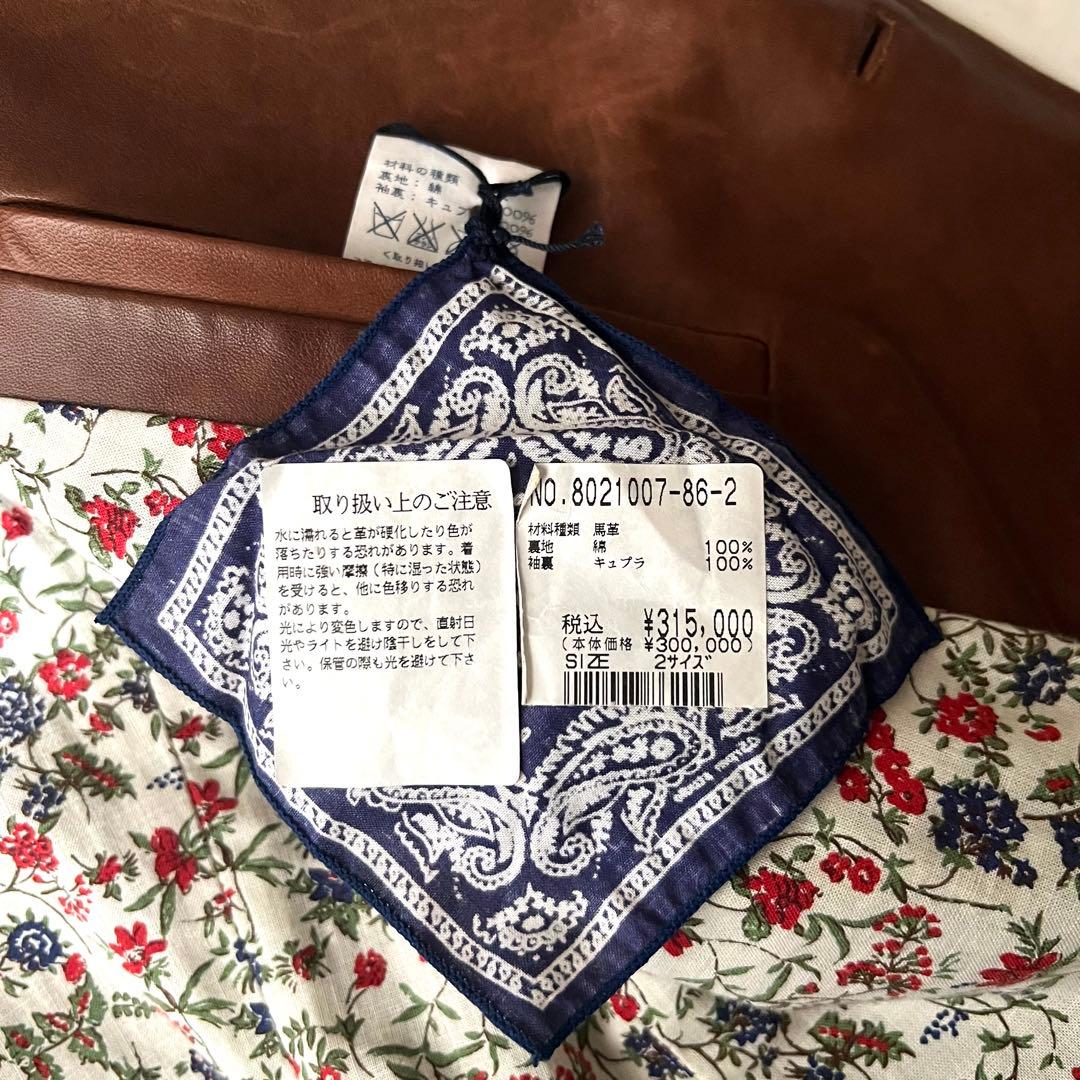 材料の種類
裏地: 綿
袖裏: キュプラ 00%
00%
取り扱い上のご注意
水に濡れると革が硬化したり色が
落ちたりする恐れがあります。着
用時に強い摩擦(特に湿った状態)
を受けると、他に色移りする恐れ
があります。
光により変色しますので、直射日
光やライトを避け陰干しをして下
さい。保管の際も光を避けて下さ
い。
NO.8021007-86-2
材料種類 馬革
裏地 綿 100%
袖裏 キュプラ 100%
税込 ¥315,000
(本体価格 ¥300,000)
SIZE 2サイズ